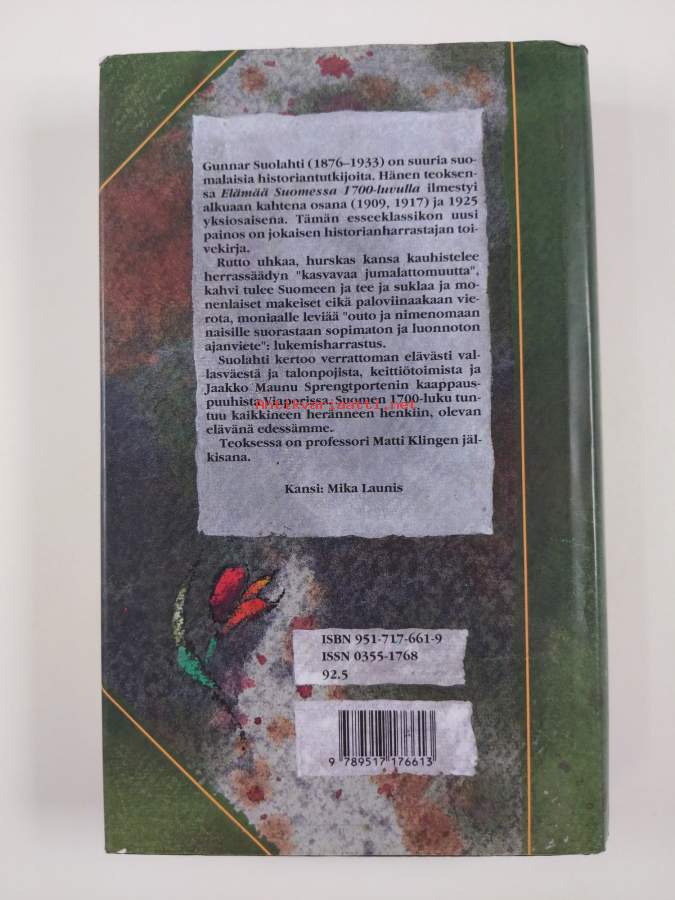 Gunnar Suolahti (1876–1933) on suuria suo-
malaisia historiantutkijoita. Hänen teoksen-
sa Elämää Suomessa 1700-luvulla ilmestyi
alkuaan kahtena osana (1909, 1917) ja 1925
yksiosaisena. Tämän esseeklassikon uusi
painos on jokaisen historianharrastajan toi-
vekirja.
Rutto uhkaa, hurskas kansa kauhistelee
herrassäädyn "kasvavaa jumalattomuutta",
kahvi tulee Suomeen ja tee ja suklaa ja mo-
nenlaiset makeiset eikä paloviinaakaan vie-
rota, moniaalle leviää "outo ja nimenomaan
naisille suorastaan sopimaton ja luonnoton
ajanviete": lukemisharrastus.
Suolahti kertoo verrattoman elävästi val-
lasväestä ja talonpojista, keittiötoimista ja
Jaakko Maunu Sprengtportenin kaappaus-
puuhista Viaporissa. Suomen 1700-luku tun-
Antikvariaatti.net
tuu kaikkineen heränneen henkiin, olevan
elävänä edessämme.
Teoksessa on professori Matti Klingen jäl-
kisana.
Kansi: Mika Launis
ISBN 951-717-661-9
ISSN 0355-1768
92.5
9 789517 176613